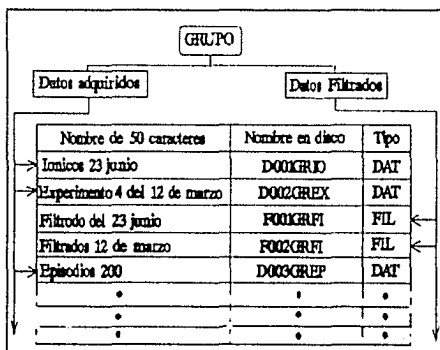 GRUPO
Datos adquiridos Datos Filtrados
Nombre de 50 caracteres Nombre en disco Tipo
Ionicos 23 junio D001GRIO DAT
Experimento 4 del 12 de marzo D002GREX DAT
Filtrodo del 23 junio F001GRFI FIL
Filtrados 12 de marzo F002GRFI FIL
Episodios 200 D003GREP DAT